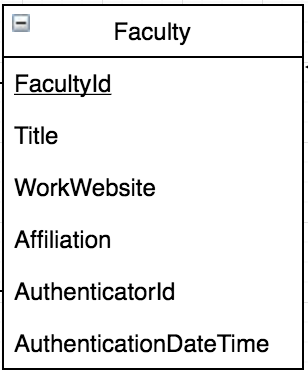 Faculty
FacultyId
Title
WorkWebsite
Affiliation
AuthenticatorId
AuthenticationDateTime